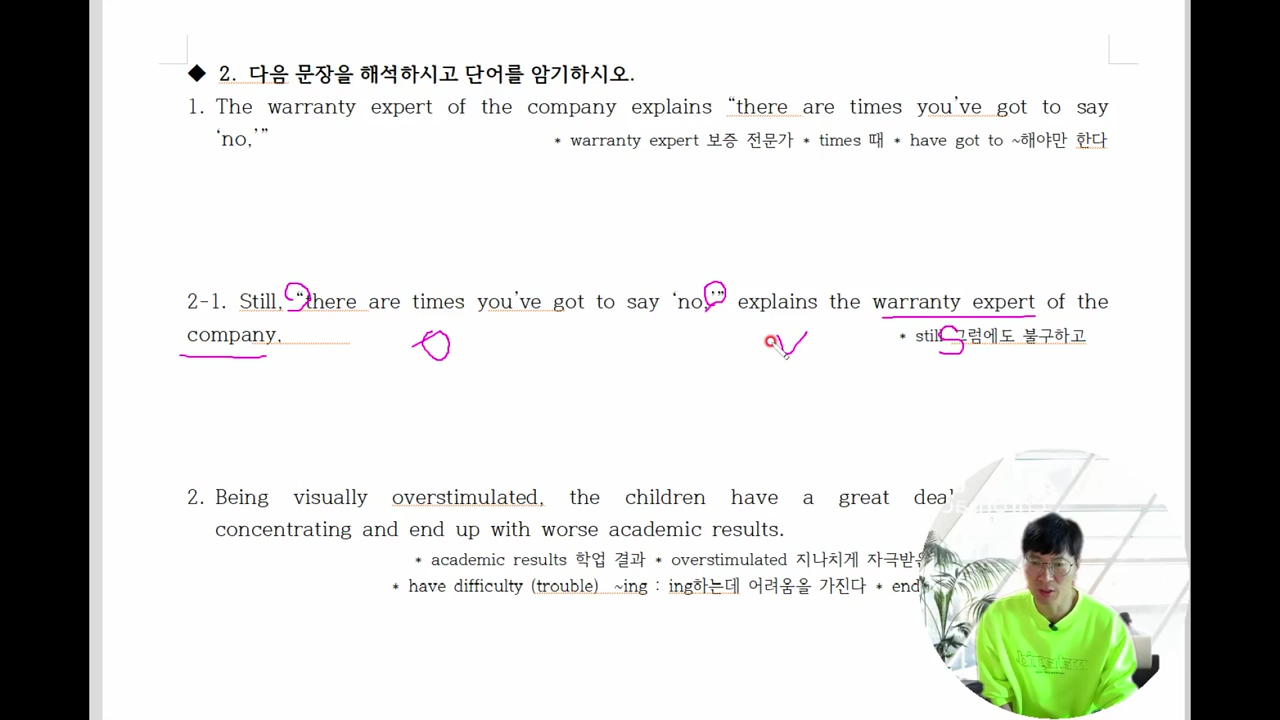 ◆ 2. 다음 문장을 해석하시고 단어를 암기하시오.
1. The warranty expert of the company explains “there are times you’ve got to say
‘no,’”
* warranty expert 보증 전문가 * times 때 * have got to ~해야만 한다
2-1. Still, “there are times you’ve got to say ‘no,’” explains the warranty expert of the
company,
O V S
* still 그럼에도 불구하고
2. Being visually overstimulated, the children have a great deal
concentrating and end up with worse academic results.
* academic results 학업 결과 * overstimulated 지나치게 자극받은
* have difficulty (trouble) ~ing : ing하는데 어려움을 가진다 * end